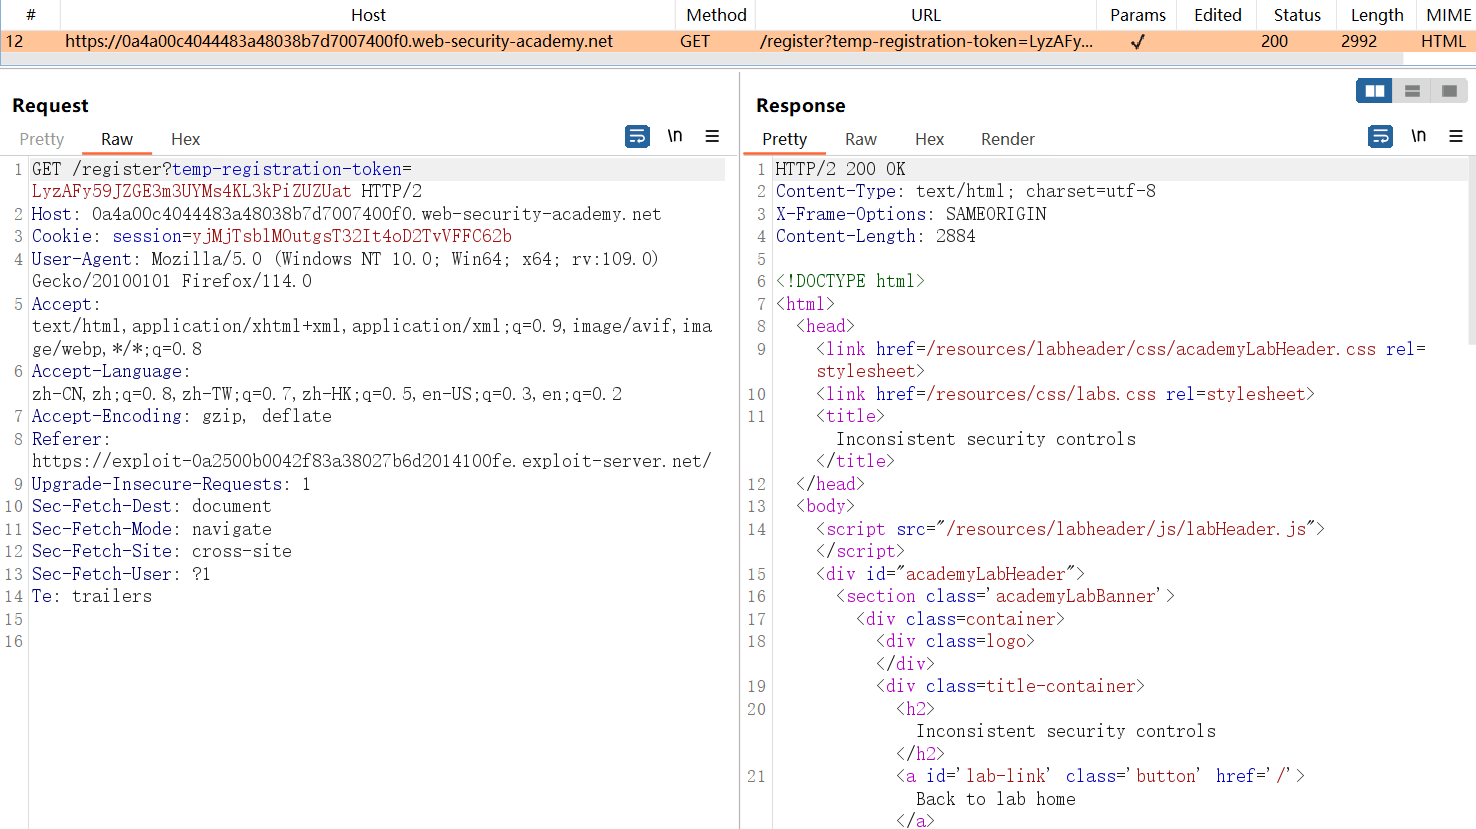 # Host Method URL Params Edited Status Length MIME
12 https://0a4a00c4044483a48038b7d7007400f0.web-security-academy.net GET /register?temp-registration-token=LyzAFy... ✓ 200 2992 HTML
Request
Pretty Raw Hex \n
1 GET /register?temp-registration-token=
LyzAFy59JZGE3m3UYMs4KL3kPiZUZUat HTTP/2
2 Host: 0a4a00c4044483a48038b7d7007400f0.web-security-academy.net
3 Cookie: session=yjMjTsblMOutgsT32It4oD2TvVFFC62b
4 User-Agent: Mozilla/5.0 (Windows NT 10.0; Win64; x64; rv:109.0)
Gecko/20100101 Firefox/114.0
5 Accept:
text/html,application/xhtml+xml,application/xml;q=0.9,image/avif,ima
ge/webp,*/*;q=0.8
6 Accept-Language:
zh-CN,zh;q=0.8,zh-TW;q=0.7,zh-HK;q=0.5,en-US;q=0.3,en;q=0.2
7 Accept-Encoding: gzip, deflate
8 Referer:
https://exploit-0a2500b0042f83a38027b6d2014100fe.exploit-server.net/
9 Upgrade-Insecure-Requests: 1
10 Sec-Fetch-Dest: document
11 Sec-Fetch-Mode: navigate
12 Sec-Fetch-Site: cross-site
13 Sec-Fetch-User: ?1
14 Te: trailers
15
16
Response
Pretty Raw Hex Render \n
1 HTTP/2 200 OK
2 Content-Type: text/html; charset=utf-8
3 X-Frame-Options: SAMEORIGIN
4 Content-Length: 2884
5
6 <!DOCTYPE html>
7 <html>
8 <head>
9 <link href=/resources/labheader/css/academyLabHeader.css rel=
stylesheet>
10 <link href=/resources/css/labs.css rel=stylesheet>
11 <title>
Inconsistent security controls
</title>
12 </head>
13 <body>
14 <script src="/resources/labheader/js/labHeader.js">
</script>
15 <div id="academyLabHeader">
16 <section class='academyLabBanner'>
17 <div class=container>
18 <div class=logo>
</div>
19 <div class=title-container>
20 <h2>
Inconsistent security controls
</h2>
21 <a id='lab-link' class='button' href='/'>
Back to lab home
</a>